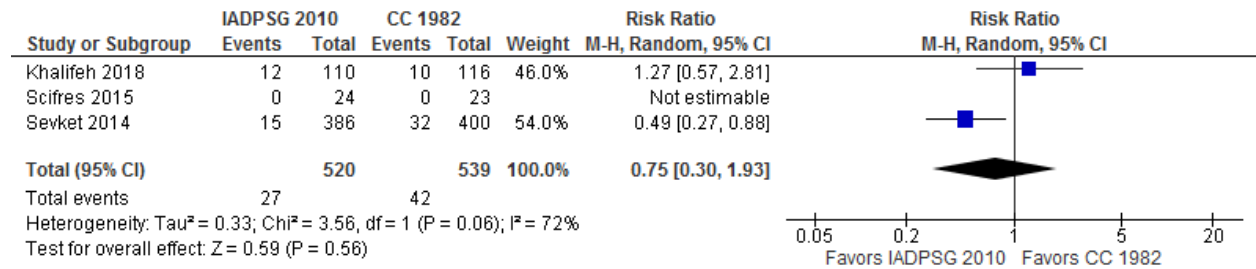 IADPSG 2010 CC 1982 Risk Ratio Risk Ratio
Study or Subgroup Events Total Events Total Weight M-H, Random, 95% CI M-H, Random, 95% CI
Khalifeh 2018 12 110 10 116 46.0% 1.27 [0.57, 2.81]
Scifres 2015 0 24 0 23 Not estimable
Sevket 2014 15 386 32 400 54.0% 0.49 [0.27, 0.88]
Total (95% CI) 520 539 100.0% 0.75 [0.30, 1.93]
Total events 27 42
Heterogeneity: Tau² = 0.33; Chi² = 3.56, df = 1 (P = 0.06); I² = 72%
Test for overall effect: Z = 0.59 (P = 0.56)
0.05 0.2 1 5 20
Favors IADPSG 2010 Favors CC 1982